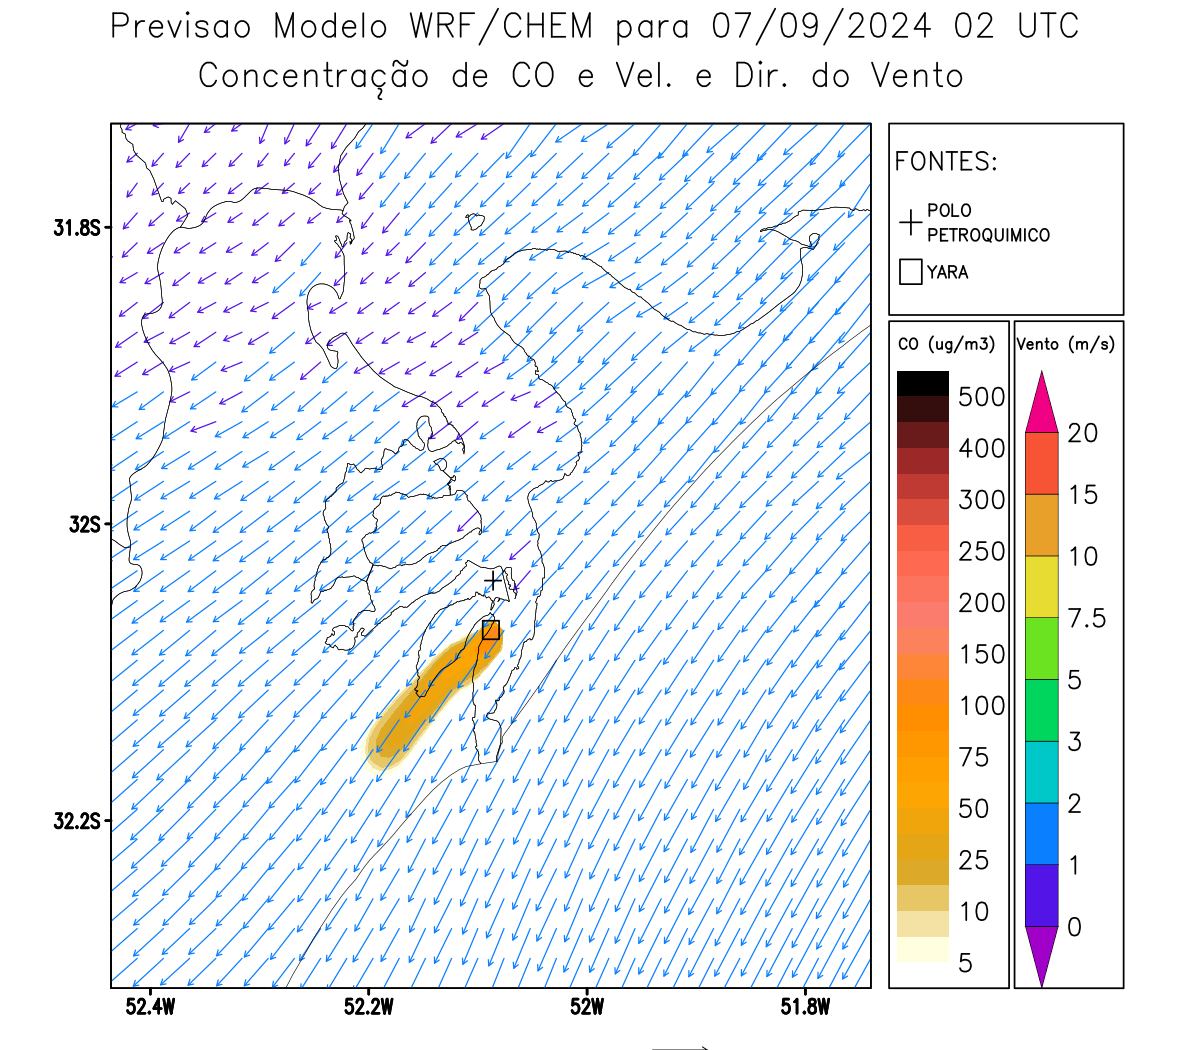 Previsao Modelo WRF/CHEM para 07/09/2024 02 UTC
Concentração de CO e Vel. e Dir. do Vento
FONTES:
POLO
PETROQUIMICO
YARA
31.8S
32S
32.2S
52.4W
52.2W
52W
51.8W
CO (ug/m3)
500
400
300
250
200
150
100
75
50
25
10
5
Vento (m/s)
20
15
10
7.5
5
3
2
1
0